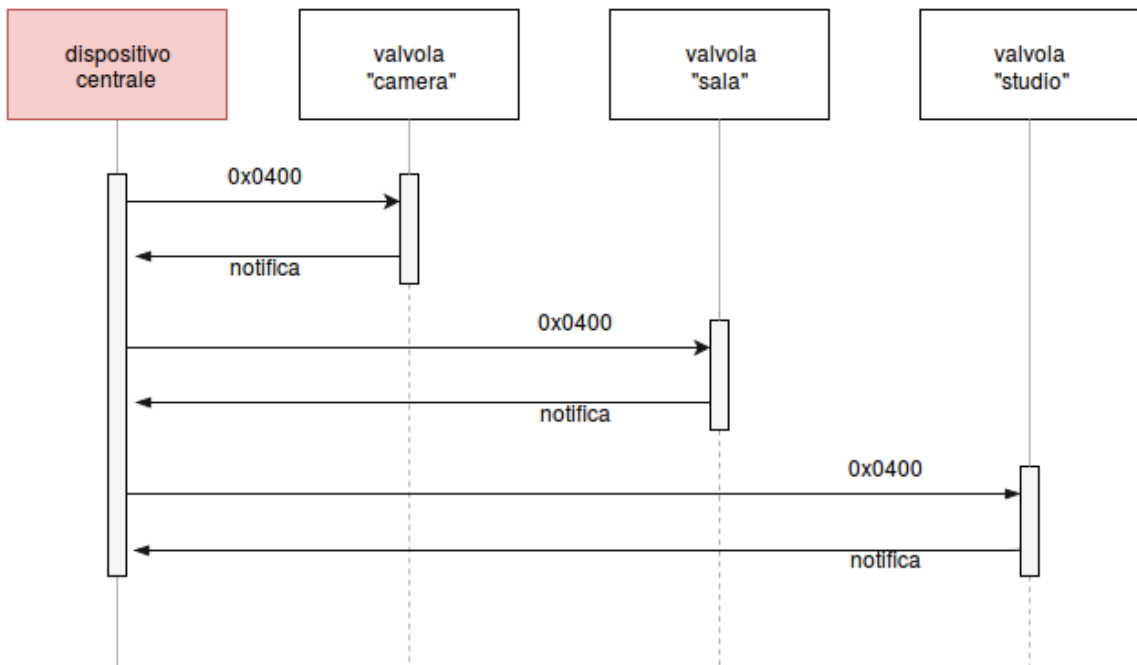 dispositivo
centrale
valvola
"camera"
valvola
"sala"
valvola
"studio"
0x0400
notifica
0x0400
notifica
0x0400
notifica